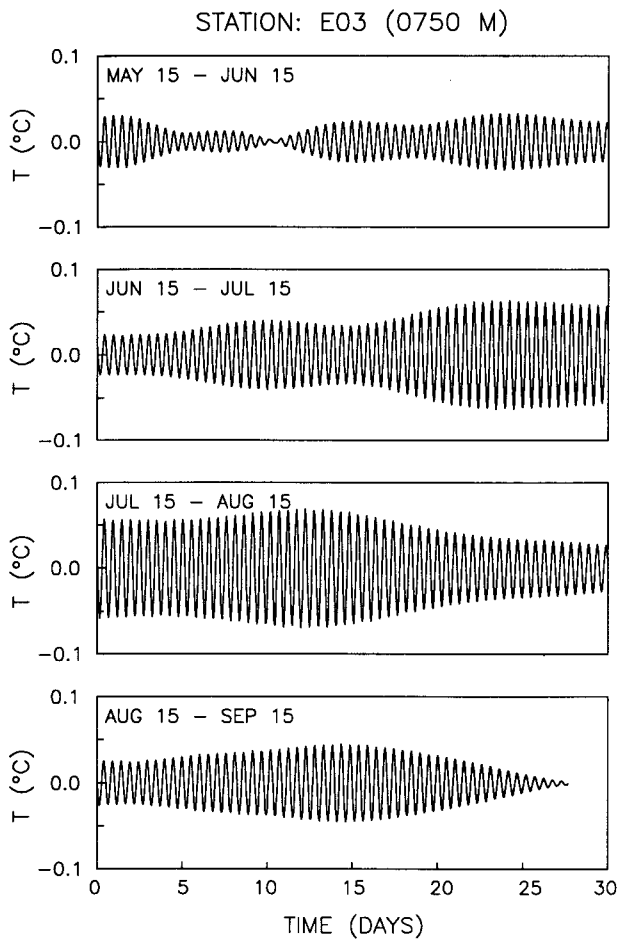 STATION: E03 (0750 M)
MAY 15 – JUN 15
0.1
0.0
−0.1
T (°C)
JUN 15 – JUL 15
0.1
0.0
−0.1
T (°C)
JUL 15 – AUG 15
0.1
0.0
−0.1
T (°C)
AUG 15 – SEP 15
0.1
0.0
−0.1
T (°C)
0 5 10 15 20 25 30
TIME (DAYS)